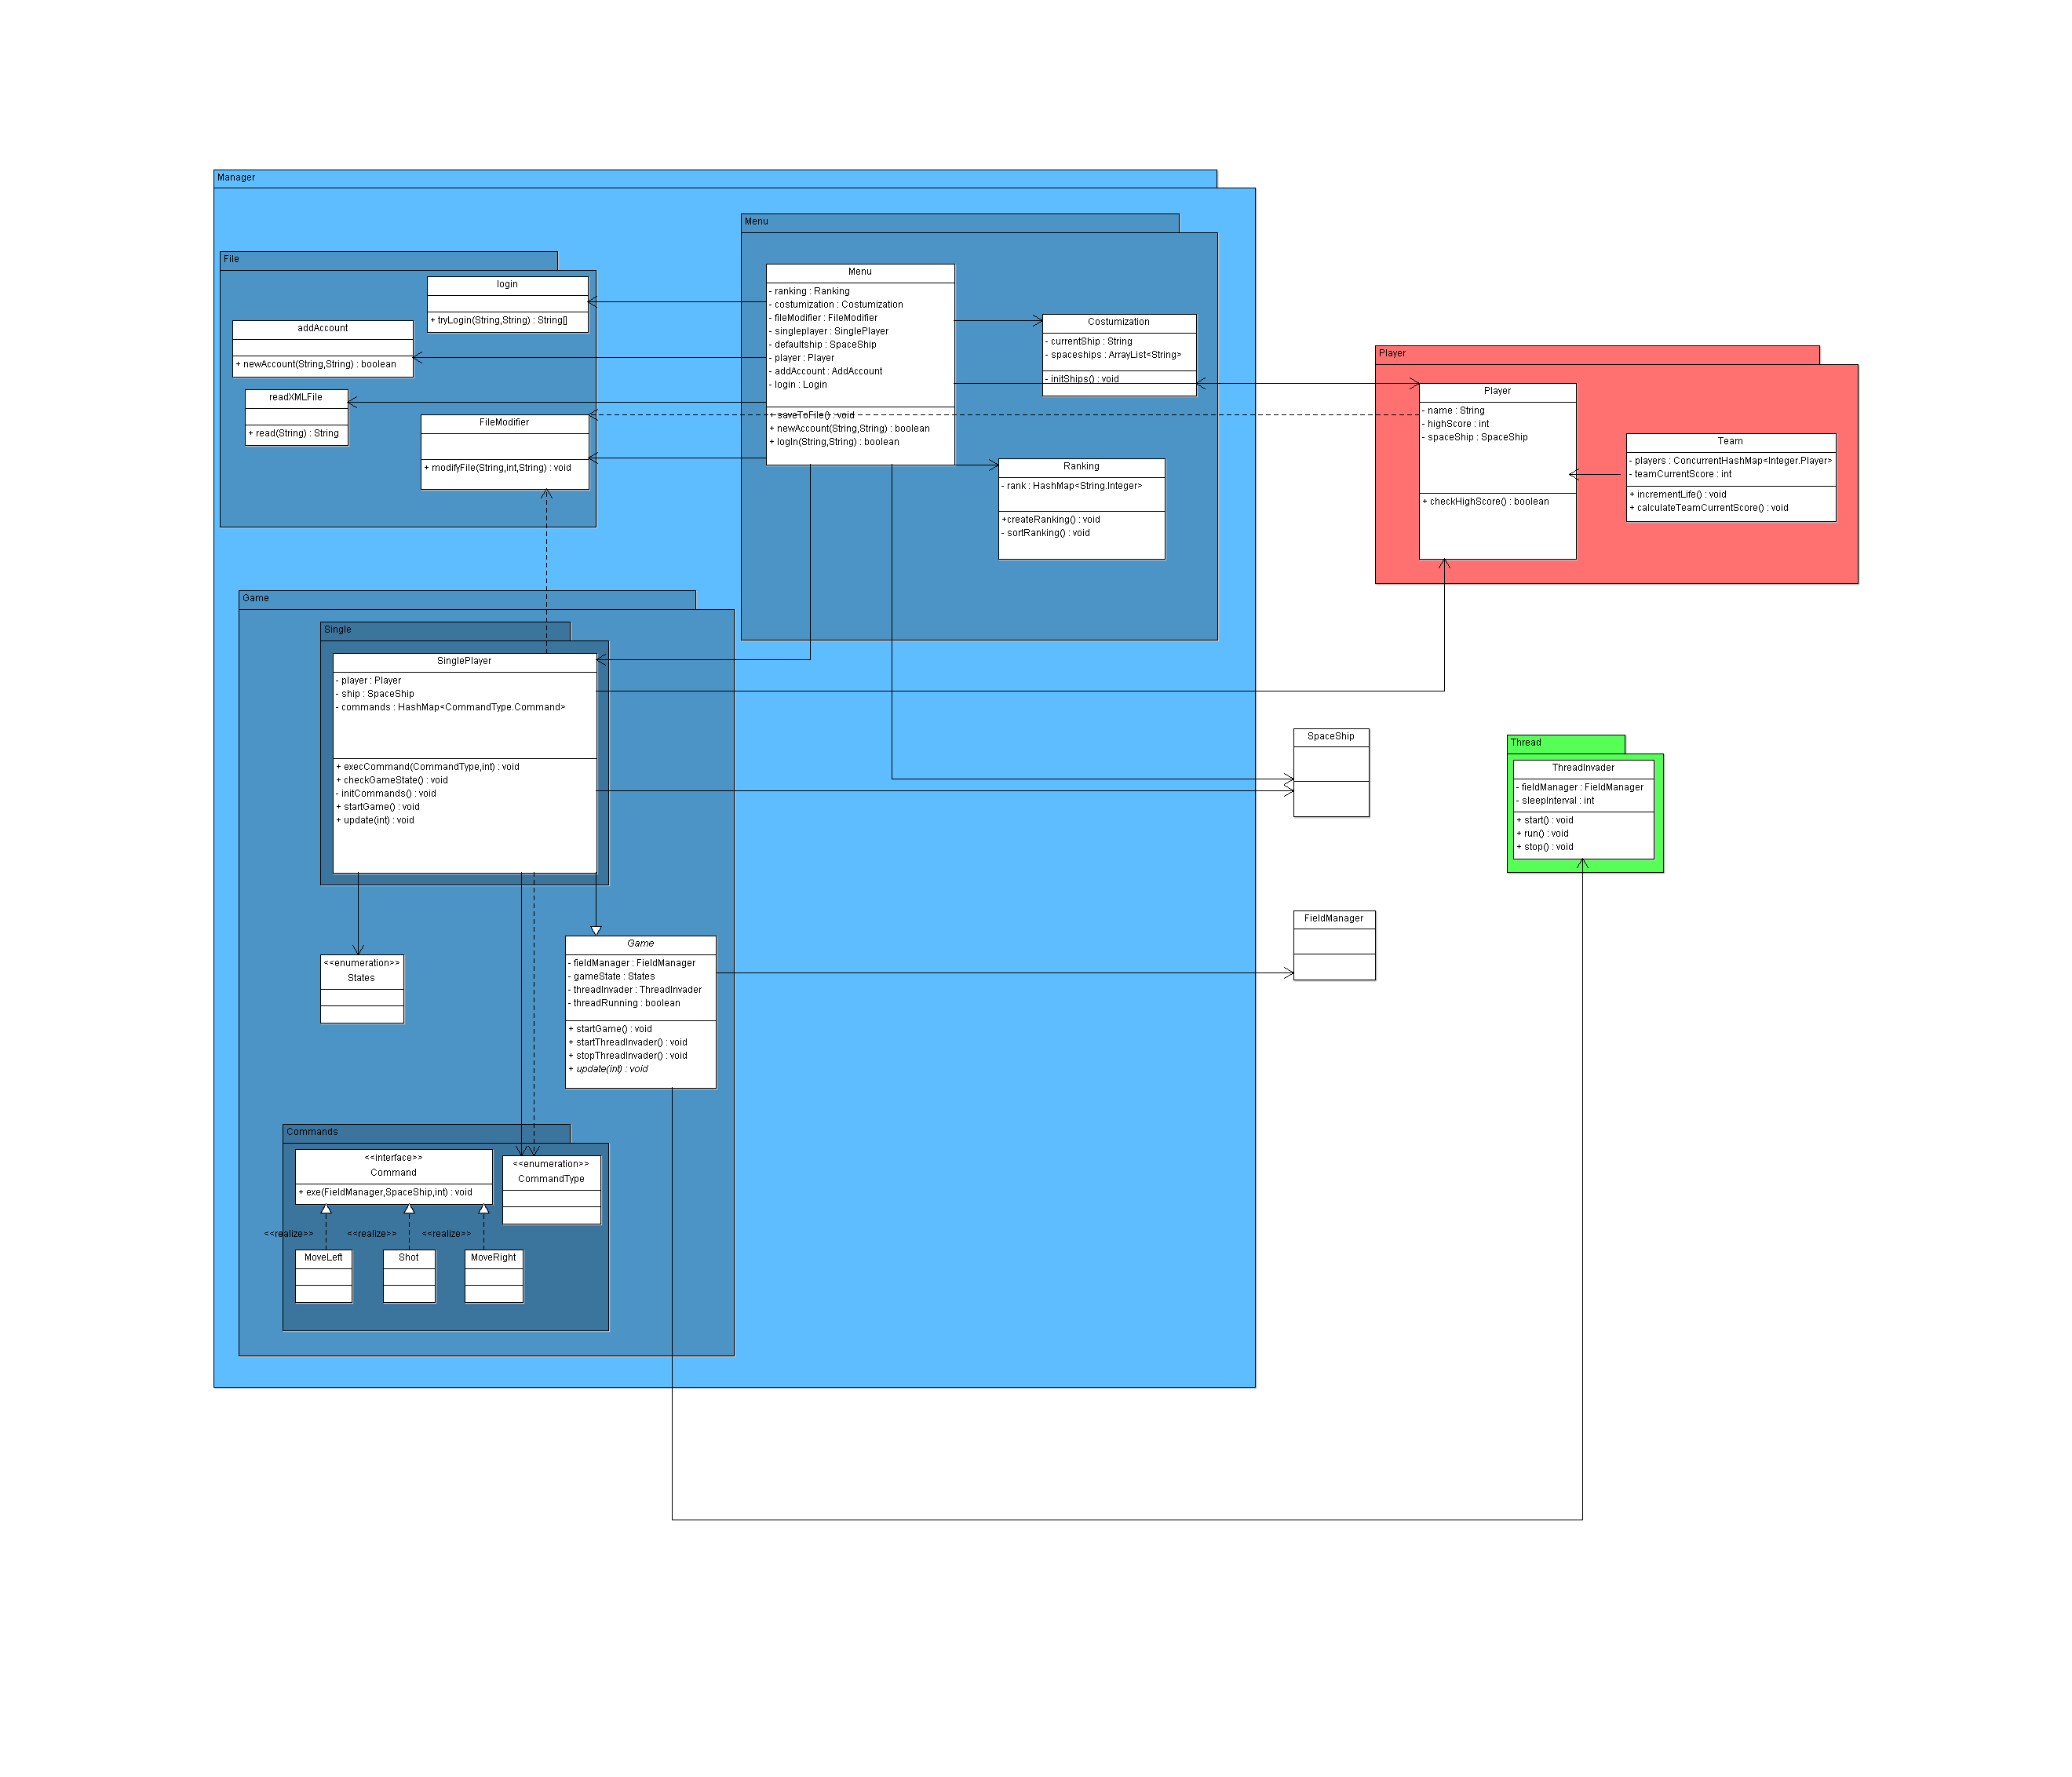 Manager
Menu
File
login
+ tryLogin(String,String) : String[]
addAccount
+ newAccount(String,String) : boolean
readXMLFile
+ read(String) : String
FileModifier
+ modifyFile(String,int,String) : void
Menu
- ranking : Ranking
- costumization : Costumization
- fileModifier : FileModifier
- singleplayer : SinglePlayer
- defaultship : SpaceShip
- player : Player
- addAccount : AddAccount
- login : Login
+ saveToFile() : void
+ newAccount(String,String) : boolean
+ logIn(String,String) : boolean
Costumization
- currentShip : String
- spaceships : ArrayList<String>
- initShips() : void
Ranking
- rank : HashMap<String.Integer>
+createRanking() : void
- sortRanking() : void
Player
Player
- name : String
- highScore : int
- spaceShip : SpaceShip
+ checkHighScore() : boolean
Team
- players : ConcurrentHashMap<Integer.Player>
- teamCurrentScore : int
+ incrementLife() : void
+ calculateTeamCurrentScore() : void
Game
Single
SinglePlayer
- player : Player
- ship : SpaceShip
- commands : HashMap<CommandType.Command>
+ execCommand(CommandType,int) : void
+ checkGameState() : void
- initCommands() : void
+ startGame() : void
+ update(int) : void
SpaceShip
Thread
ThreadInvader
- fieldManager : FieldManager
- sleepInterval : int
+ start() : void
+ run() : void
+ stop() : void
FieldManager
<<enumeration>>
States
Game
- fieldManager : FieldManager
- gameState : States
- threadInvader : ThreadInvader
- threadRunning : boolean
+ startGame() : void
+ startThreadInvader() : void
+ stopThreadInvader() : void
+ update(int) : void
Commands
<<interface>>
Command
+ exe(FieldManager,SpaceShip,int) : void
<<enumeration>>
CommandType
<<realize>>
<<realize>>
<<realize>>
MoveLeft
Shot
MoveRight